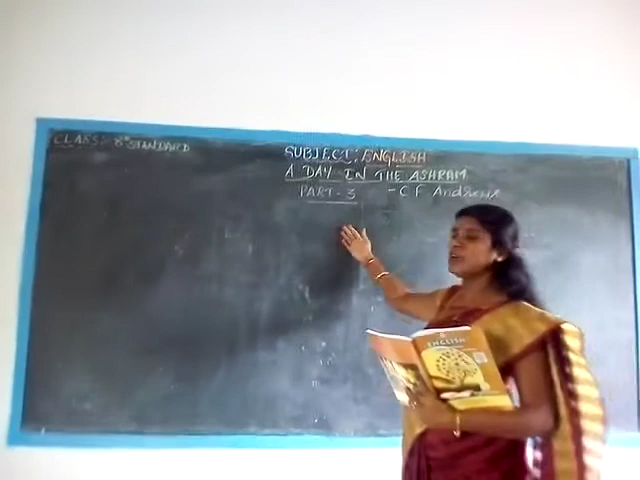 CLASS: 8th STANDARD
SUBJECT: ENGLISH
A DAY IN THE ASHRAM
PART-3 -C F Andrews
ENGLISH